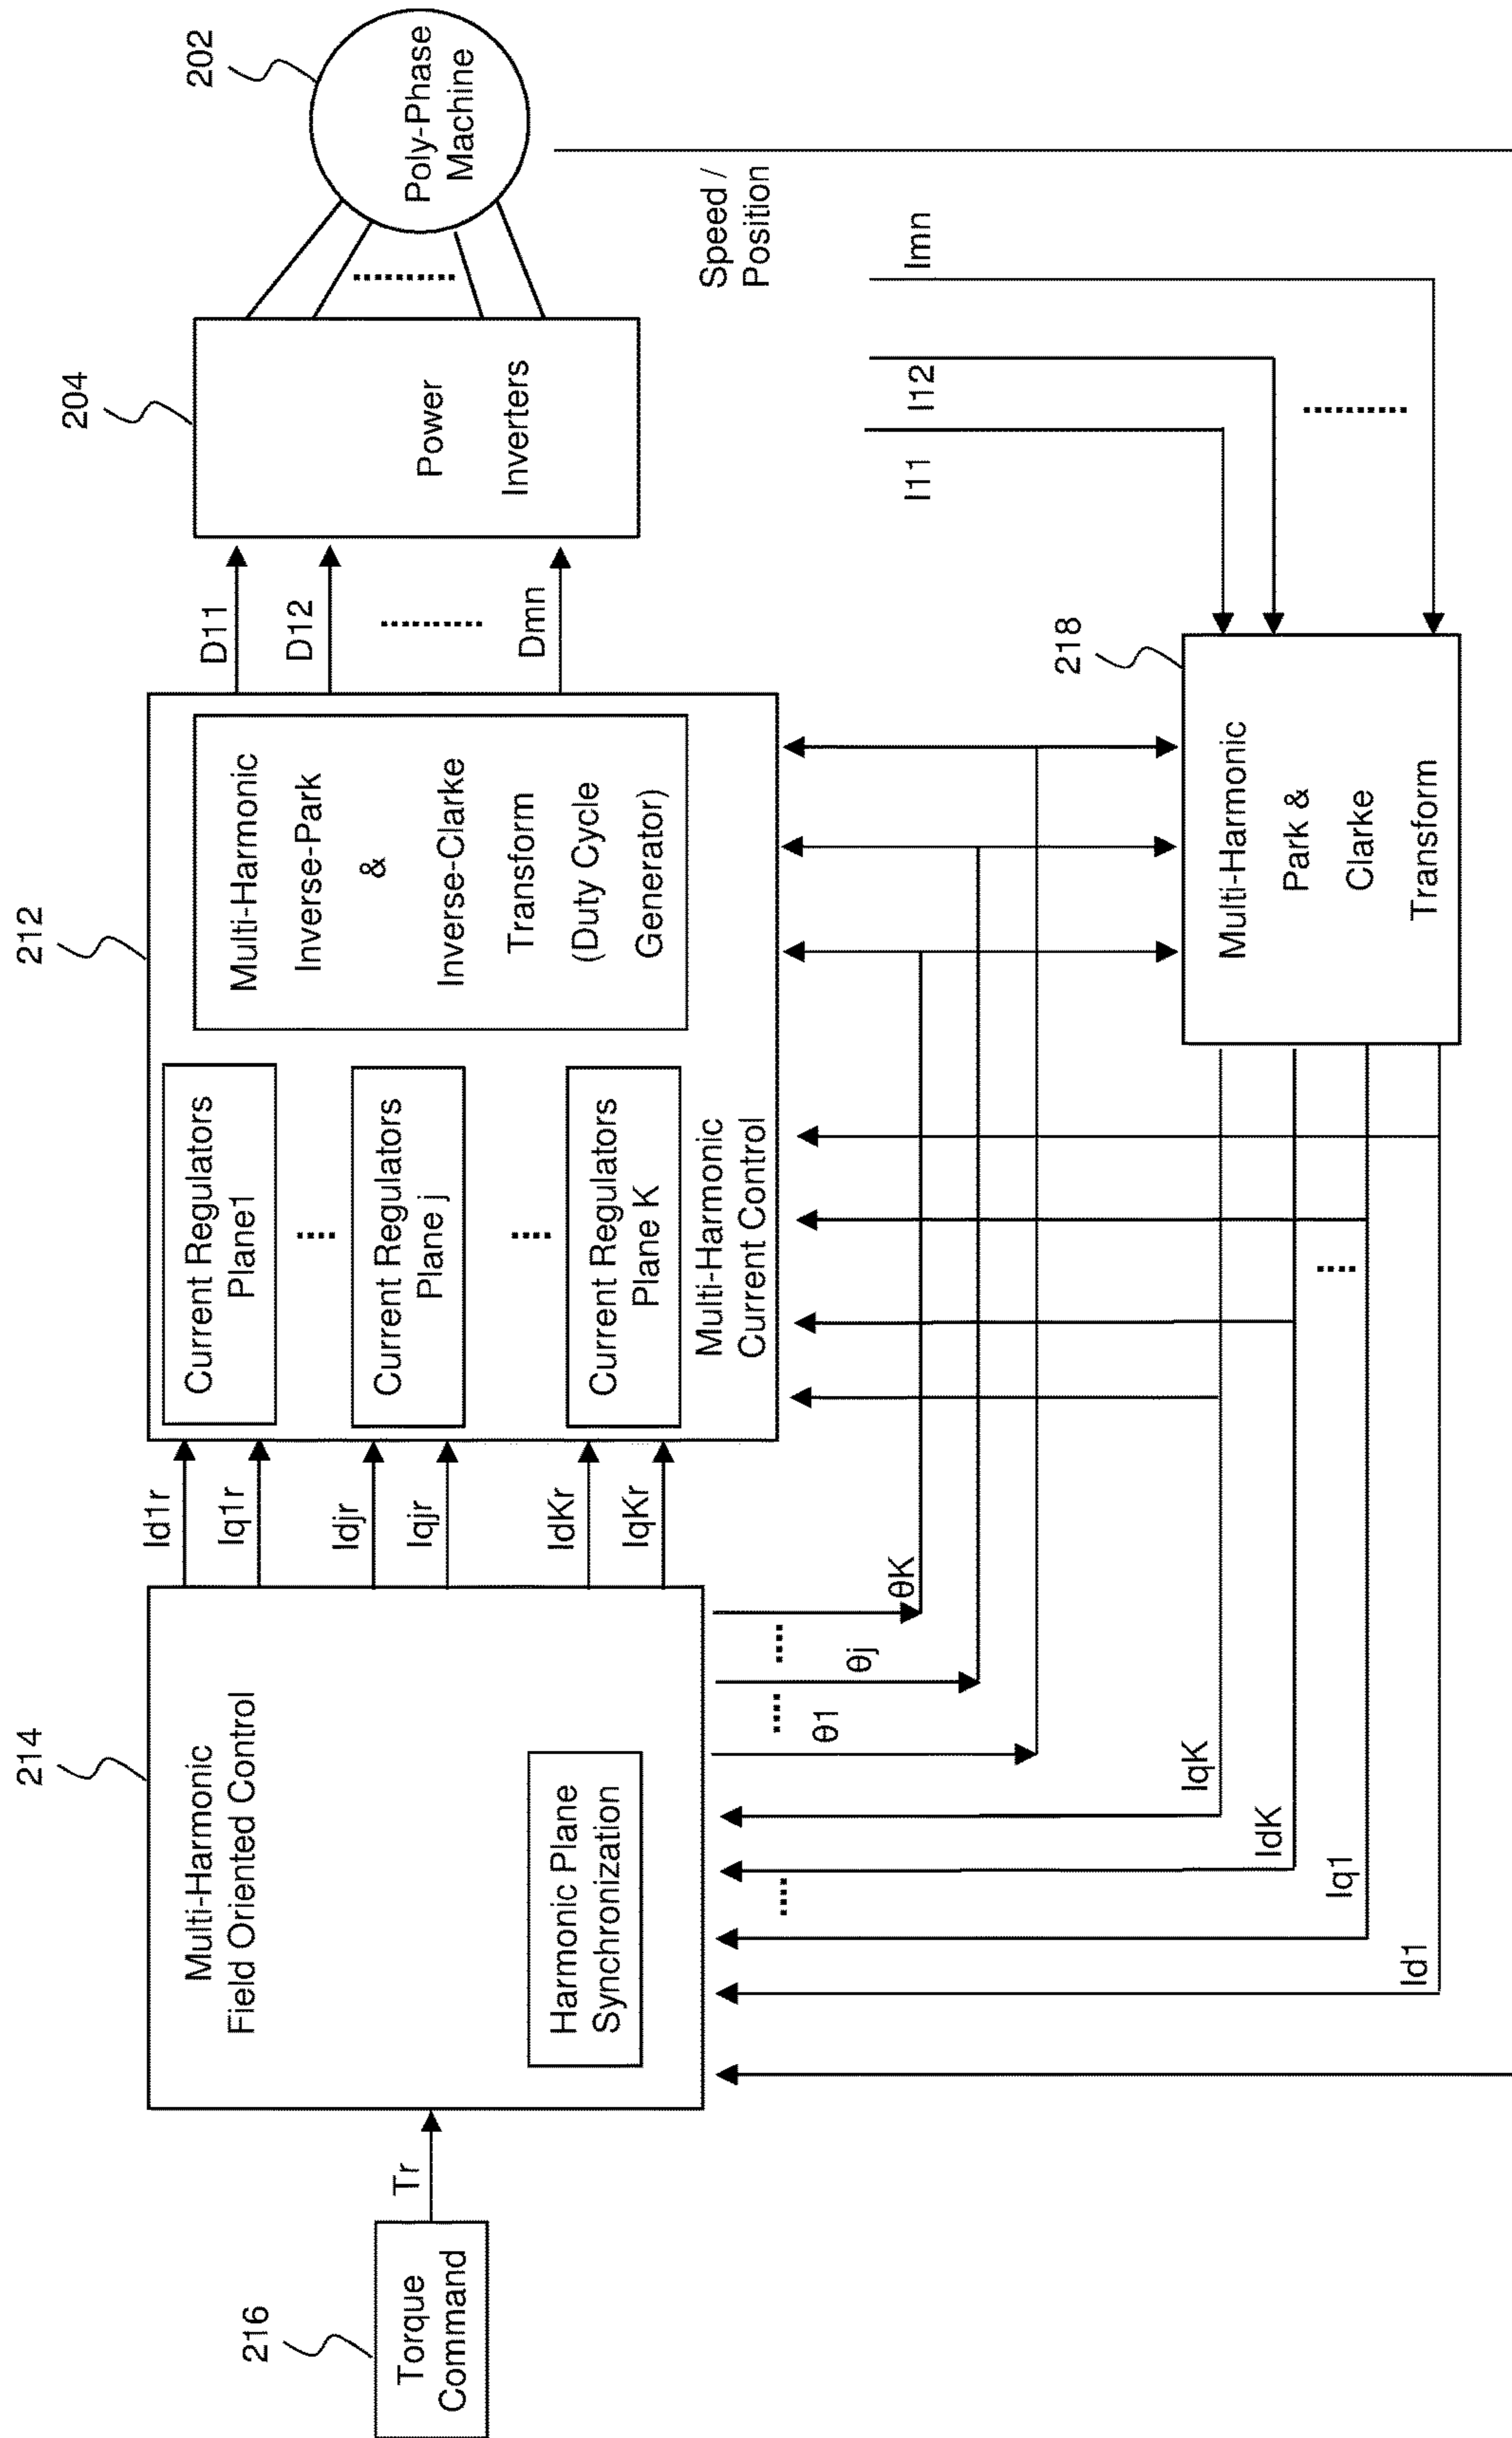 216
Torque
Command
Tr
214
Multi-Harmonic
Field Oriented Control
Harmonic Plane
Synchronization
Id1r
Iq1r
Idjr
Iqjr
IdKr
IqKr
212
Current Regulators
Plane1
Current Regulators
Plane j
Current Regulators
Plane K
Multi-Harmonic
Current Control
Multi-Harmonic
Inverse-Park
&
Inverse-Clarke
Transform
(Duty Cycle
Generator)
D11
D12
Dmn
204
Power
Inverters
202
Poly-Phase
Machine
Speed /
Position
θ1
θj
θK
I11
I12
Imn
218
Multi-Harmonic
Park &
Clarke
Transform
IqK
IdK
Iq1
Id1